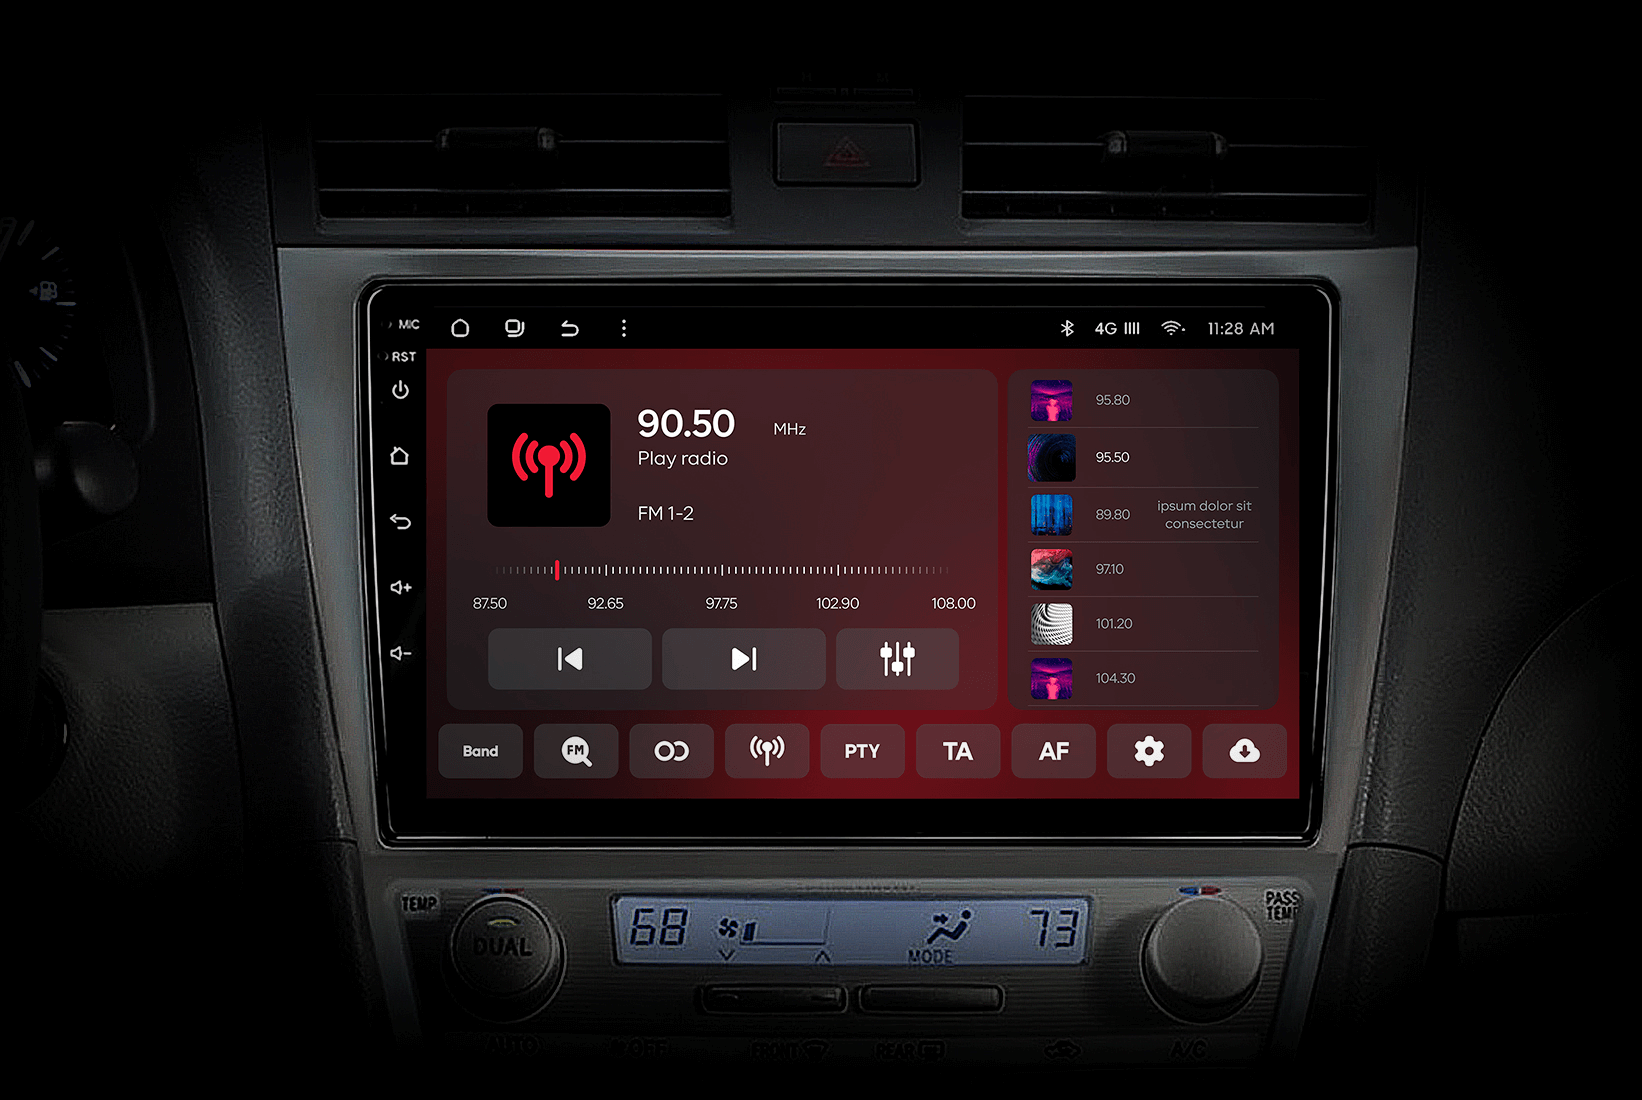 MIC
4G
11:28 AM
RST
90.50
MHz
Play radio
FM 1-2
87.50
92.65
97.75
102.90
108.00
95.80
95.50
89.80
ipsum dolor sit
consectetur
97.10
101.20
104.30
Band
FM
PTY
TA
AF
TEMP
DUAL
68
MODE
73
PASS
TEMP
AUTO
OFF
FRONT
REAR
A/C